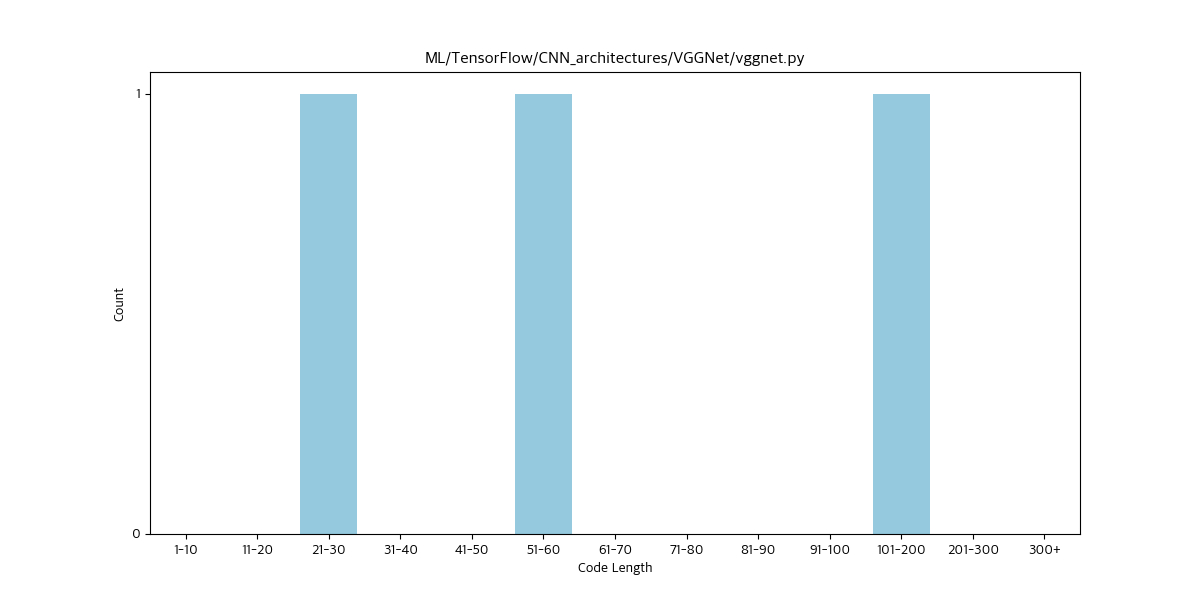 ML/TensorFlow/CNN_architectures/VGGNet/vggnet.py
1
Count
0
1-10 11-20 21-30 31-40 41-50 51-60 61-70 71-80 81-90 91-100 101-200 201-300 300+
Code Length